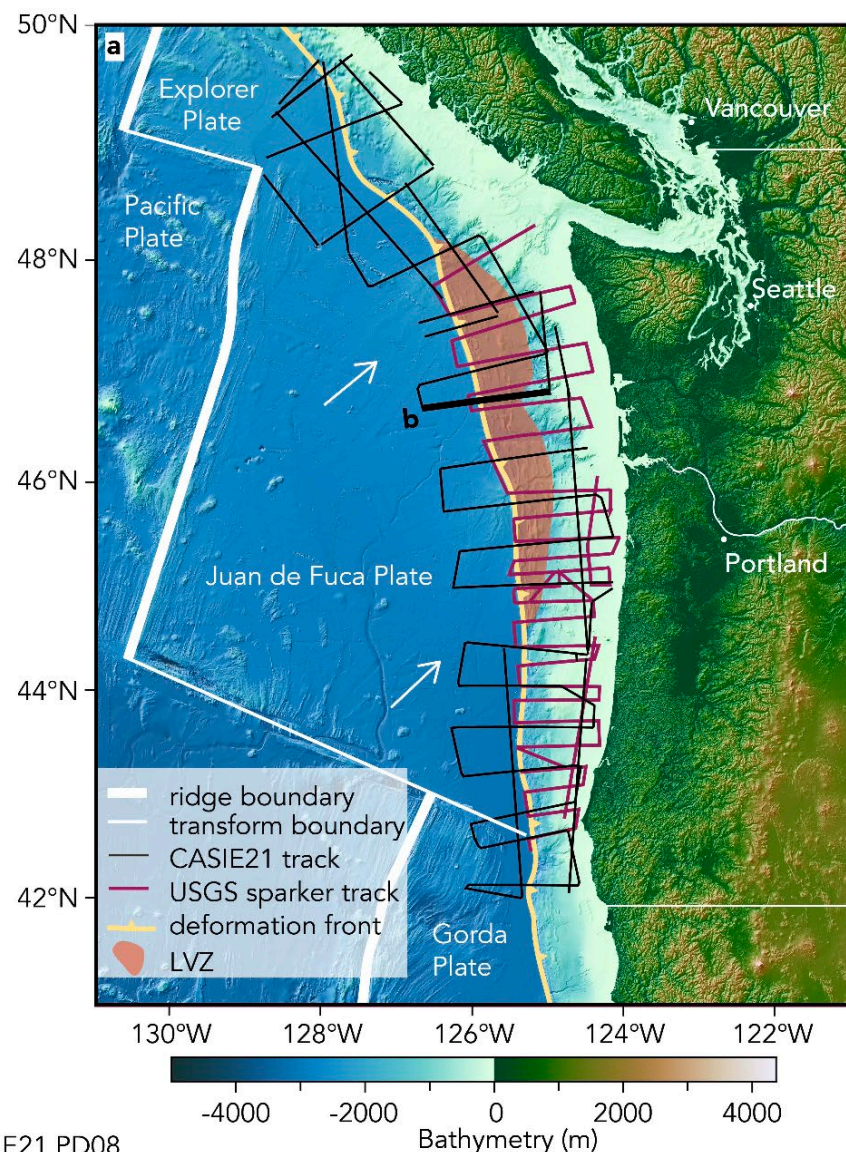 50°N
a
Explorer
Plate
Vancouver
Pacific
Plate
48°N
Seattle
b
46°N
Portland
Juan de Fuca Plate
44°N
ridge boundary
transform boundary
CASIE21 track
42°N
USGS sparker track
deformation front
Gorda
Plate
LVZ
130°W 128°W 126°W 124°W 122°W
-4000 -2000 0 2000 4000
Bathymetry (m)
E21 PD08